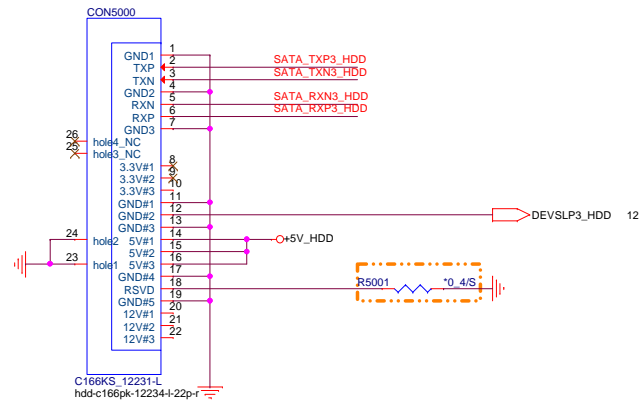 CON5000
GND1 1
TXP 2 SATA_TXP3_HDD
TXN 3 SATA_TXN3_HDD
GND2 4
RXN 5 SATA_RXN3_HDD
RXP 6 SATA_RXP3_HDD
GND3 7
26 hole4_NC
25 hole3_NC
3.3V#1 8
3.3V#2 9
3.3V#3 10
GND#1 11
GND#2 12 DEVSLP3_HDD 12
GND#3 13
24 hole2 5V#1 14 +5V_HDD
5V#2 15
23 hole1 5V#3 16
GND#4 17
RSVD 18 R5001 *0_4/S
GND#5 19
12V#1 20
12V#2 21
12V#3 22
C166KS_12231-L
hdd-c166pk-12234-l-22p-r